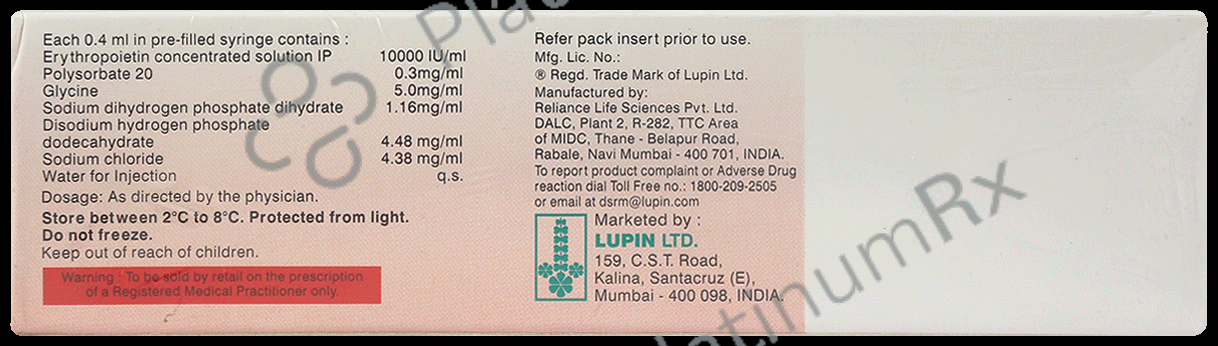 Each 0.4 ml in pre-filled syringe contains :
Erythropoietin concentrated solution IP 10000 IU/ml
Polysorbate 20 0.3mg/ml
Glycine 5.0mg/ml
Sodium dihydrogen phosphate dihydrate 1.16mg/ml
Disodium hydrogen phosphate
dodecahydrate 4.48 mg/ml
Sodium chloride 4.38 mg/ml
Water for Injection q.s.
Dosage: As directed by the physician.
Store between 2°C to 8°C. Protected from light.
Do not freeze.
Keep out of reach of children.
Warning : To be sold by retail on the prescription
of a Registered Medical Practitioner only.
Refer pack insert prior to use.
Mfg. Lic. No.:
® Regd. Trade Mark of Lupin Ltd.
Manufactured by:
Reliance Life Sciences Pvt. Ltd.
DALC, Plant 2, R-282, TTC Area
of MIDC, Thane - Belapur Road,
Rabale, Navi Mumbai - 400 701, INDIA.
To report product complaint or Adverse Drug
reaction dial Toll Free no.: 1800-209-2505
or email at dsrm@lupin.com
Marketed by :
LUPIN LTD.
159, C.S.T. Road,
Kalina, Santacruz (E),
Mumbai - 400 098, INDIA.
Plati
latinumRx